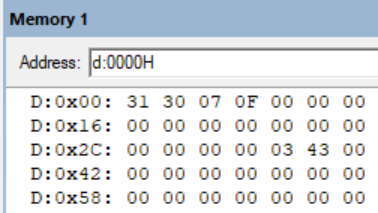 Memory 1
Address: d:0000H
D:0x00: 31 30 07 0F 00 00 00
D:0x16: 00 00 00 00 00 00 00
D:0x2C: 00 00 00 00 03 43 00
D:0x42: 00 00 00 00 00 00 00
D:0x58: 00 00 00 00 00 00 00